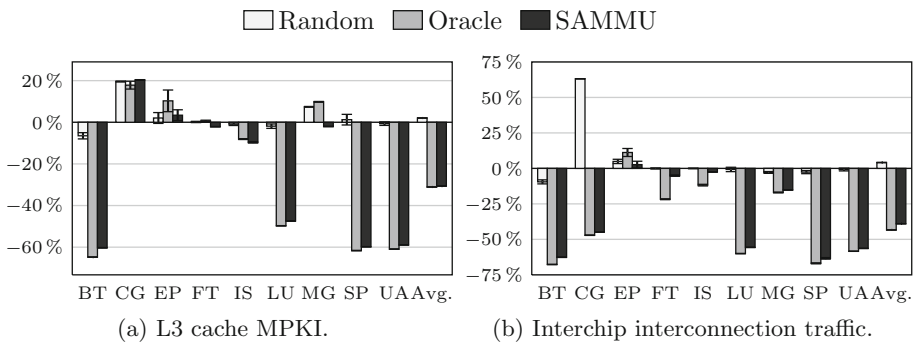 Random Oracle SAMMU
20 %
0 %
−20 %
−40 %
−60 %
BT CG EP FT IS LU MG SP UA Avg.
(a) L3 cache MPKI.
75 %
50 %
25 %
0 %
−25 %
−50 %
−75 %
BT CG EP FT IS LU MG SP UA Avg.
(b) Interchip interconnection traffic.